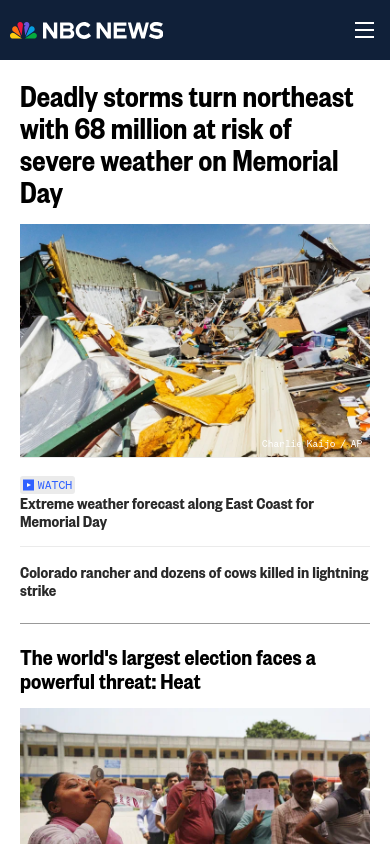 NBC NEWS
Deadly storms turn northeast
with 68 million at risk of
severe weather on Memorial
Day
Charlie Kaijo / AP
WATCH
Extreme weather forecast along East Coast for
Memorial Day
Colorado rancher and dozens of cows killed in lightning
strike
The world's largest election faces a
powerful threat: Heat